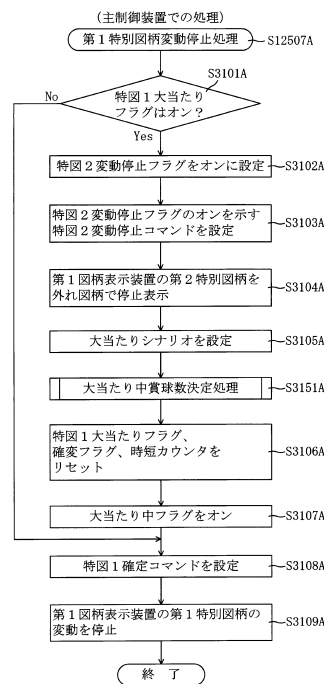 (主制御装置での処理)
第1特別図柄変動停止処理
S12507A
S3101A
No
特図1大当たり
フラグはオン?
Yes
特図2変動停止フラグをオンに設定
S3102A
特図2変動停止フラグのオンを示す
特図2変動停止コマンドを設定
S3103A
第1図柄表示装置の第2特別図柄を
外れ図柄で停止表示
S3104A
大当たりシナリオを設定
S3105A
大当たり中賞球数決定処理
S3151A
特図1大当たりフラグ、
確変フラグ、時短カウンタを
リセット
S3106A
大当たり中フラグをオン
S3107A
特図1確定コマンドを設定
S3108A
第1図柄表示装置の第1特別図柄の
変動を停止
S3109A
終 了